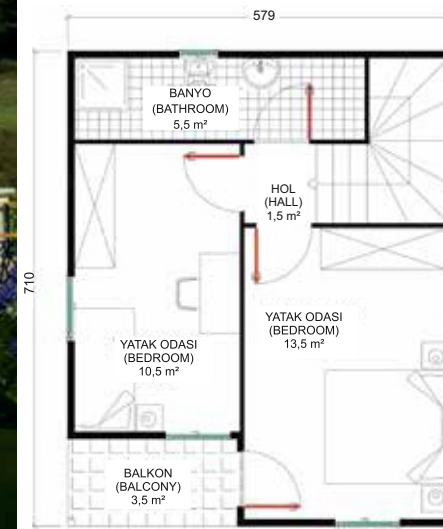 579
BANYO
(BATHROOM)
5,5 m²
HOL
(HALL)
1,5 m²
710
YATAK ODASI
(BEDROOM)
10,5 m²
YATAK ODASI
(BEDROOM)
13,5 m²
BALKON
(BALCONY)
3,5 m²